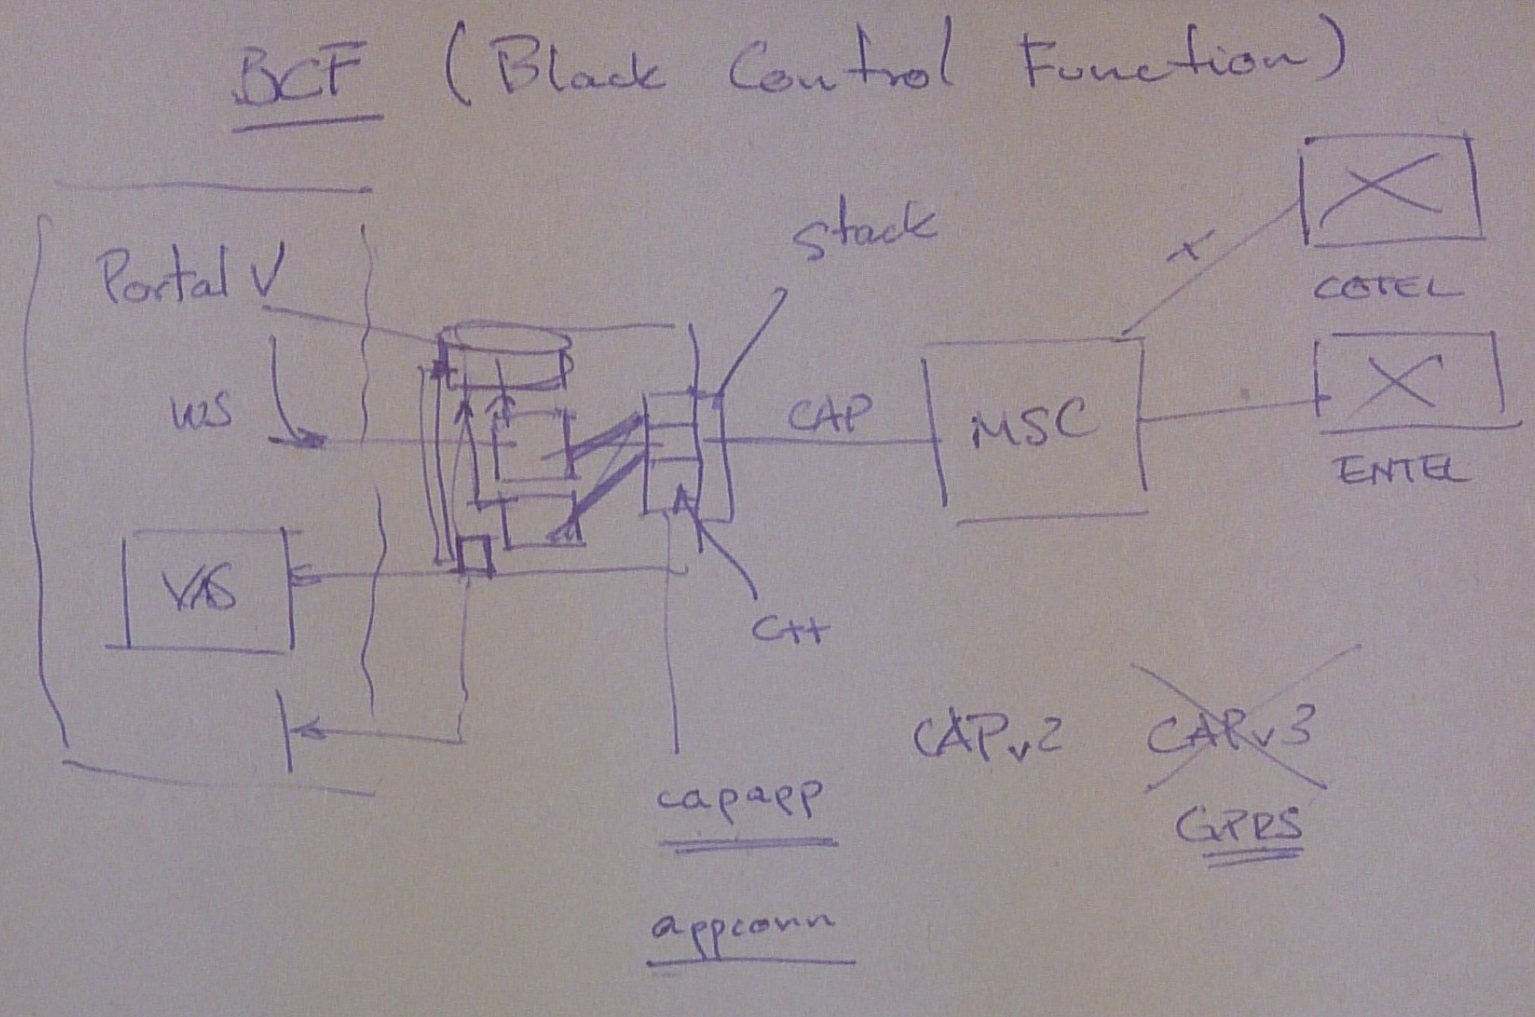 BCF (Black Control Function)
stack
Portal V
COTEL
WS
CAP
MSC
ENTEL
VAS
C++
CAPv2 CAPv3
GPRS
capapp
appconn